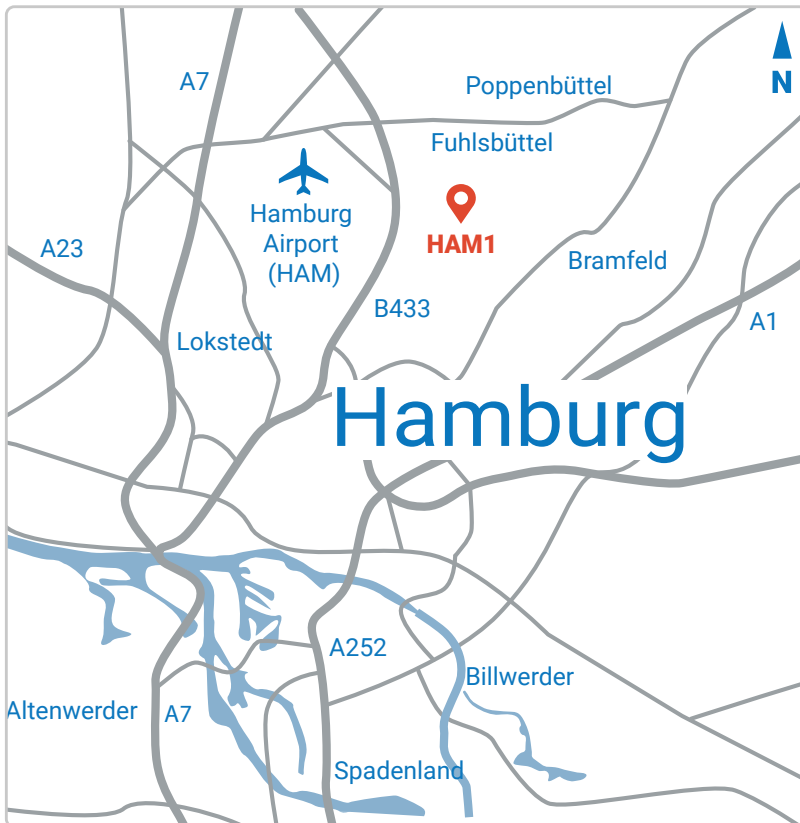 A7
Poppenbüttel
N
Fuhlsbüttel
Hamburg
Airport
(HAM)
HAM1
A23
Bramfeld
B433
A1
Lokstedt
Hamburg
A252
Billwerder
Altenwerder
A7
Spadenland